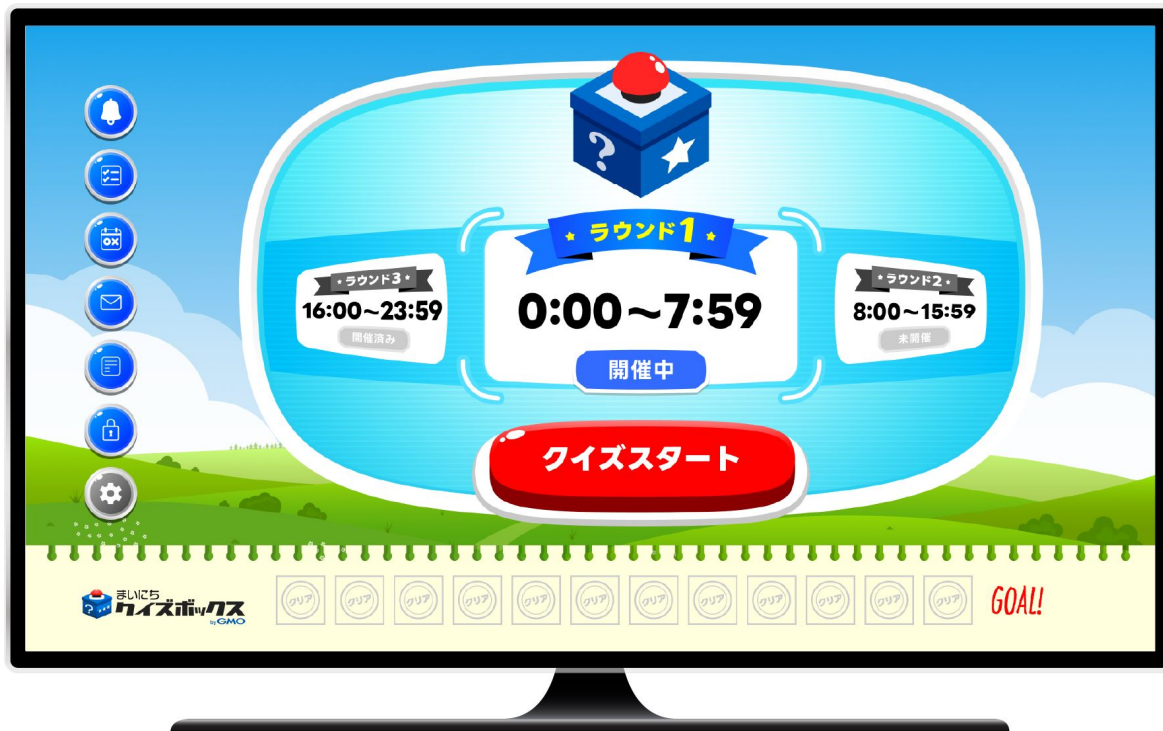 ?
ラウンド1
0:00〜7:59
開催中
ラウンド3
16:00〜23:59
開催済み
ラウンド2
8:00〜15:59
未開催
クイズスタート
OX
まいにち
クイズボックス
by GMO
クリア クリア クリア クリア クリア クリア クリア クリア クリア クリア クリア クリア
GOAL!